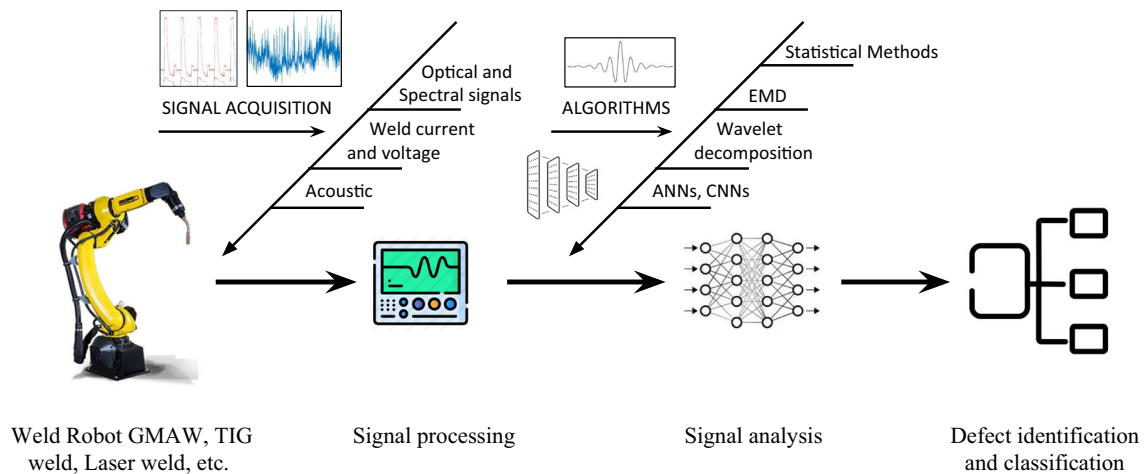 SIGNAL ACQUISITION
Optical and
Spectral signals
Weld current
and voltage
Acoustic
ALGORITHMS
Statistical Methods
EMD
Wavelet
decomposition
ANNs, CNNs
Weld Robot GMAW, TIG
weld, Laser weld, etc.
Signal processing
Signal analysis
Defect identification
and classification